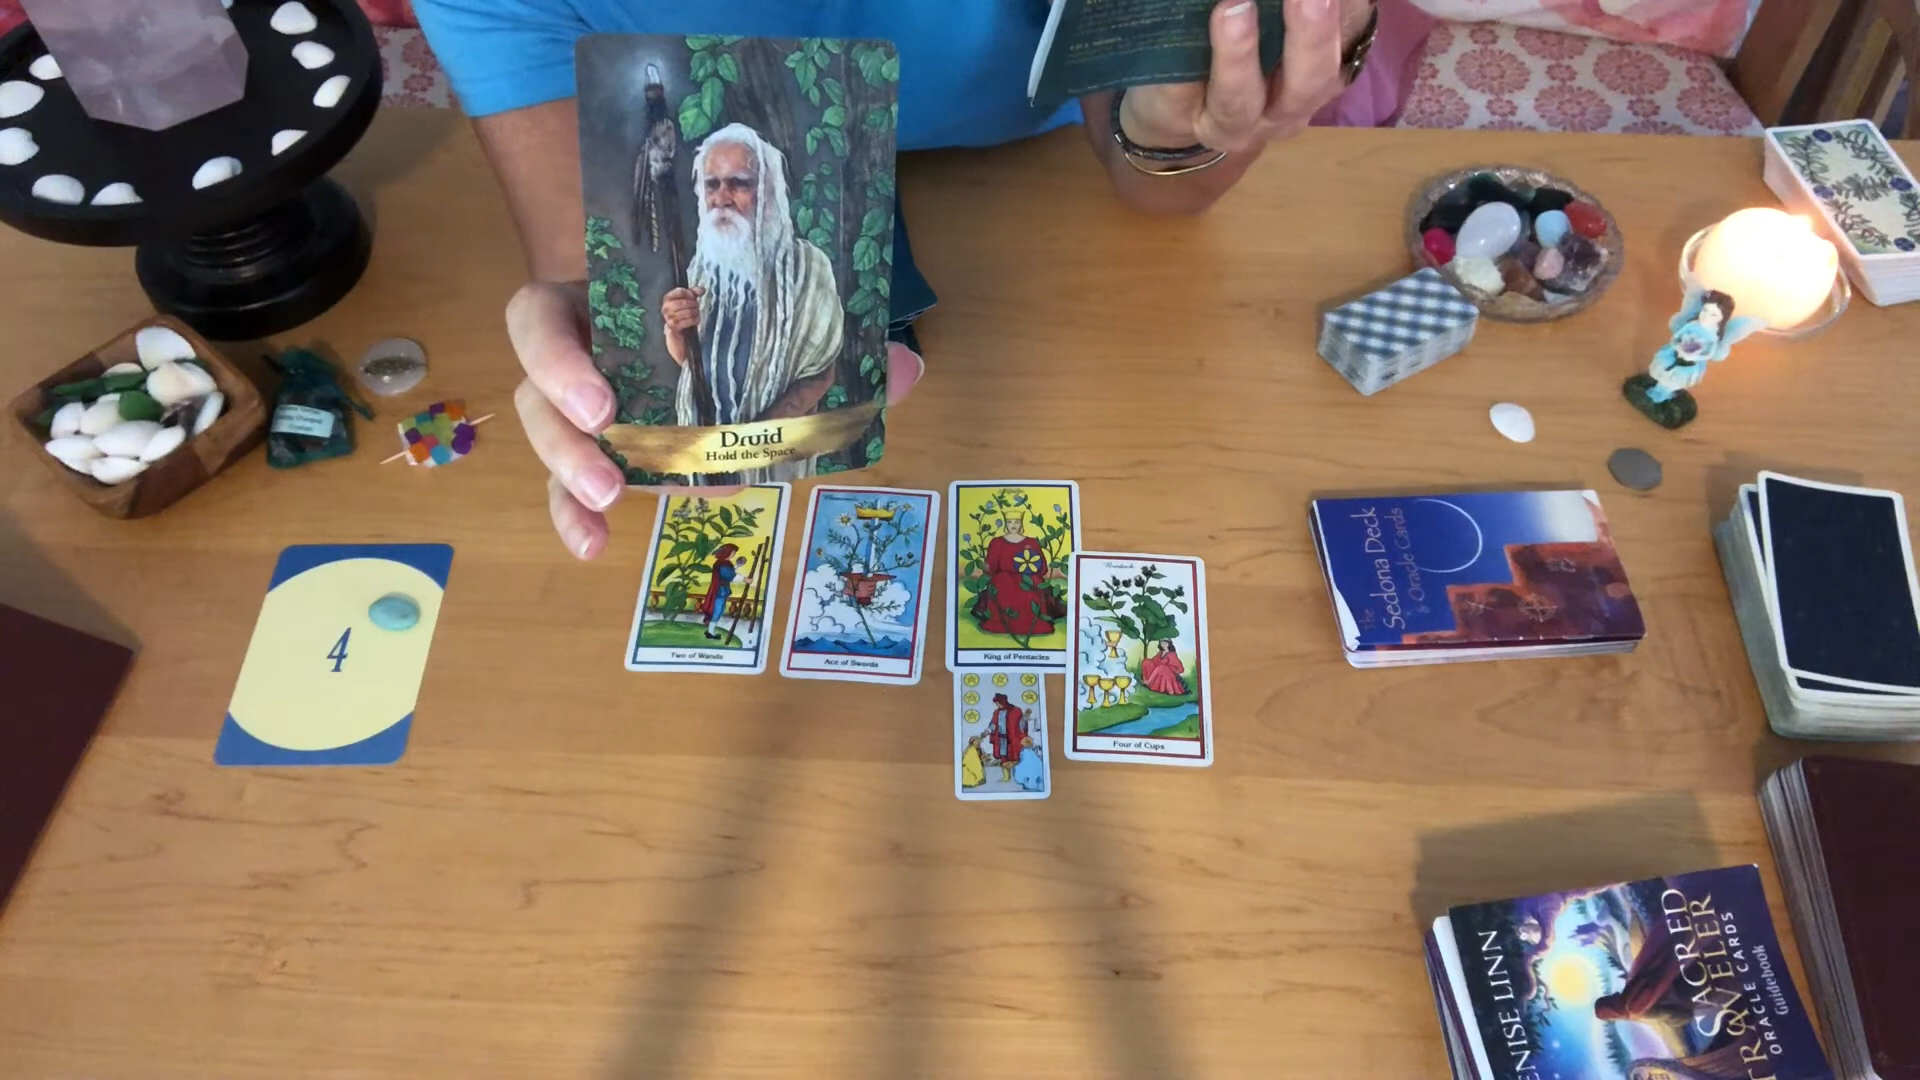 Druid
Hold the Space
4
Two of Wands
Ace of Swords
King of Pentacles
Burdock
Four of Cups
The
Sedona Deck
Oracle Cards
DENISE LINN
SACRED
TRAVELER
ORACLE CARDS
Guidebook